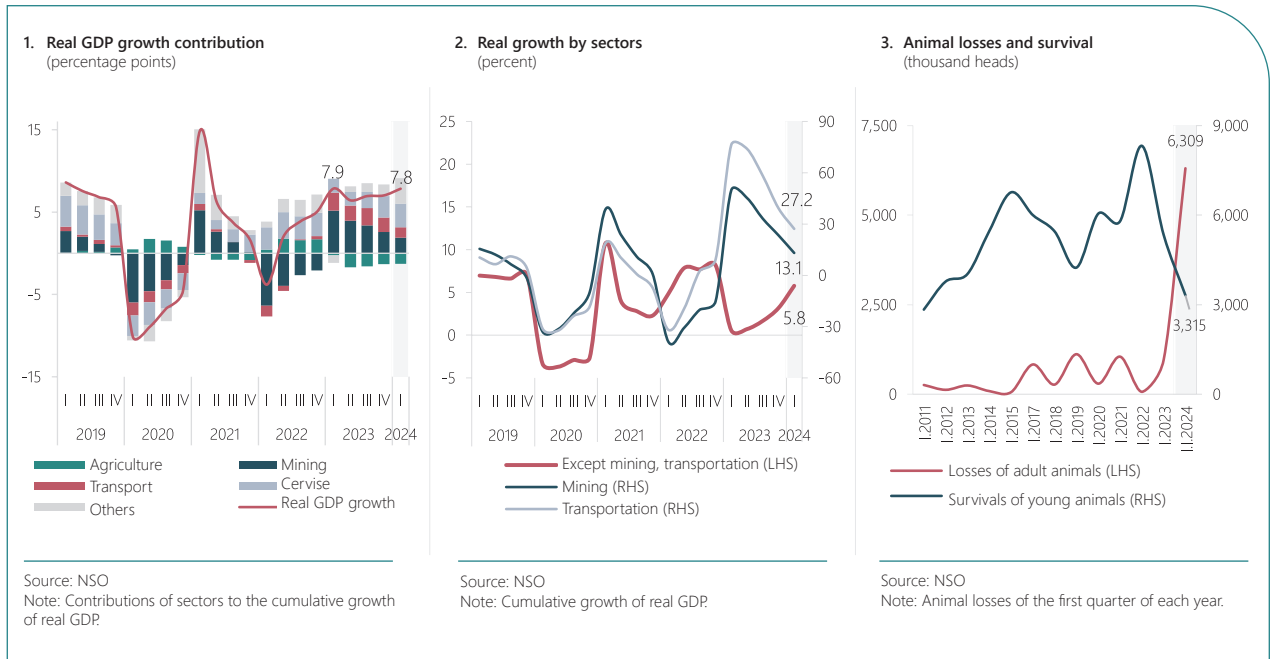 1. Real GDP growth contribution
(percentage points)
15
5
-5
-15
7.9
7.8
I II III IV I II III IV I II III IV I II III IV I II III IV I
2019 2020 2021 2022 2023 2024
Agriculture
Mining
Transport
Cervise
Others
Real GDP growth
Source: NSO
Note: Contributions of sectors to the cumulative growth
of real GDP.
2. Real growth by sectors
(percent)
25
20
15
10
5
0
-5
90
60
30
0
-30
-60
27.2
13.1
5.8
I II III IV I II III IV I II III IV I II III IV I II III IV I
2019 2020 2021 2022 2023 2024
Except mining, transportation (LHS)
Mining (RHS)
Transportation (RHS)
Source: NSO
Note: Cumulative growth of real GDP.
3. Animal losses and survival
(thousand heads)
7,500
5,000
2,500
0
9,000
6,000
3,000
0
6,309
3,315
I.2011
I.2012
I.2013
I.2014
I.2015
I.2017
I.2018
I.2019
I.2020
I.2021
I.2022
I.2023
I.I.2024
Losses of adult animals (LHS)
Survivals of young animals (RHS)
Source: NSO
Note: Animal losses of the first quarter of each year.